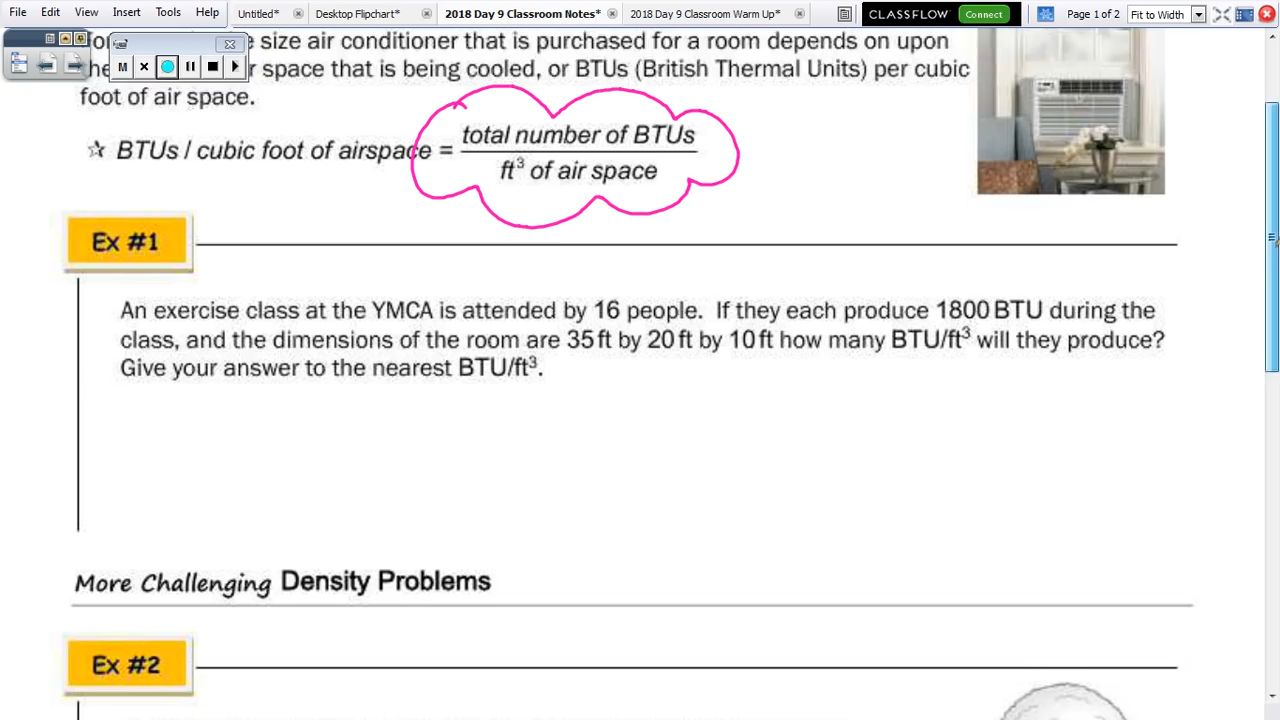 File Edit View Insert Tools Help
Untitled* Desktop Flipchart* 2018 Day 9 Classroom Notes* 2018 Day 9 Classroom Warm Up* CLASSFLOW Connect Page 1 of 2 Fit to Width
M
size air conditioner that is purchased for a room depends on upon
r space that is being cooled, or BTUs (British Thermal Units) per cubic
foot of air space.
☆ BTUs / cubic foot of airspace = total number of BTUs
ft³ of air space
Ex #1
An exercise class at the YMCA is attended by 16 people. If they each produce 1800 BTU during the
class, and the dimensions of the room are 35 ft by 20 ft by 10 ft how many BTU/ft³ will they produce?
Give your answer to the nearest BTU/ft³.
More Challenging Density Problems
Ex #2